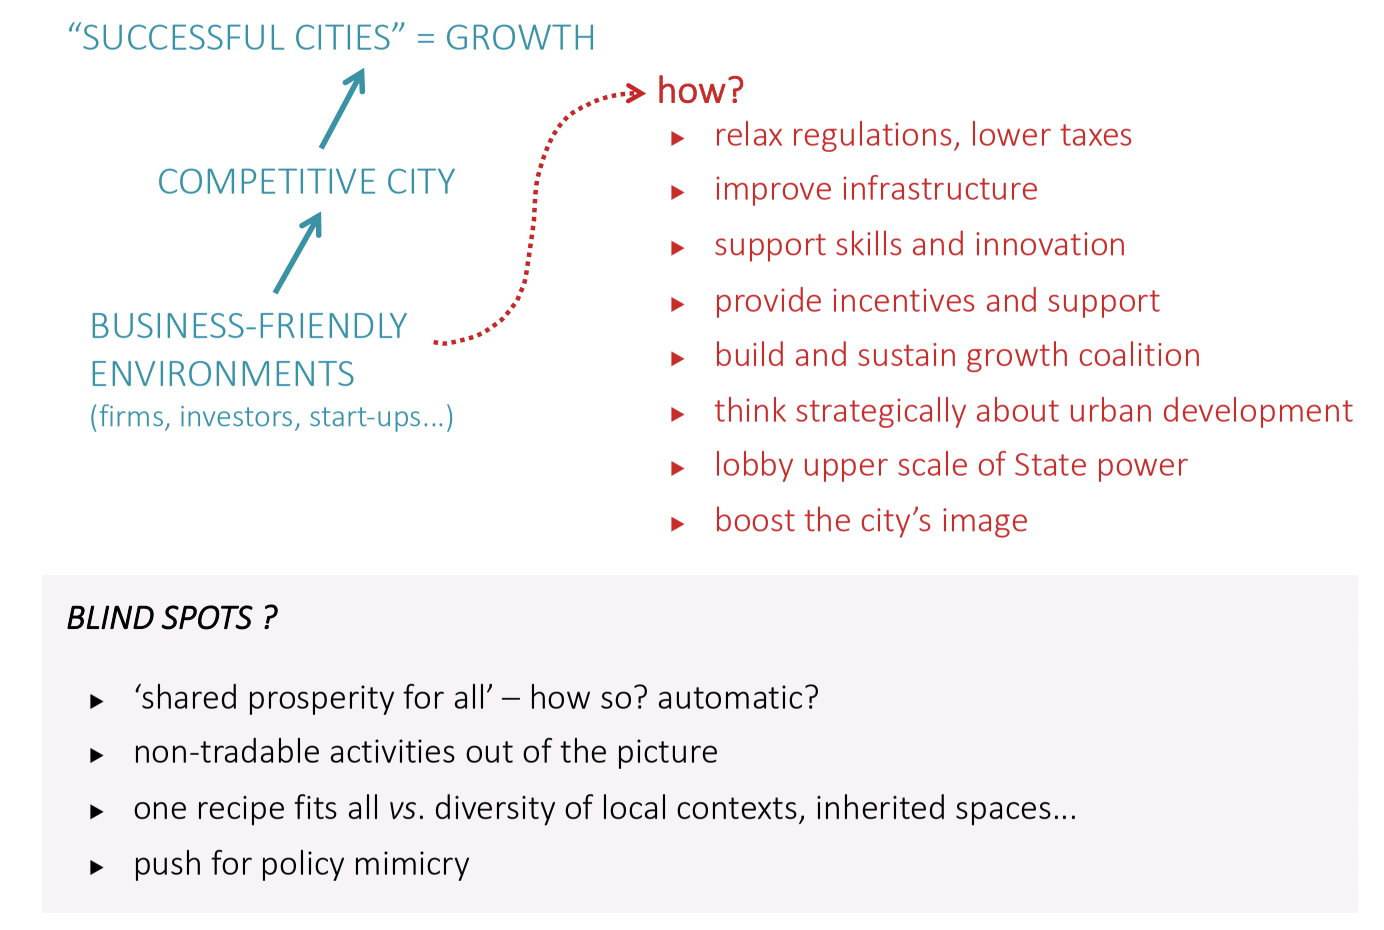 “SUCCESSFUL CITIES” = GROWTH
COMPETITIVE CITY
BUSINESS-FRIENDLY
ENVIRONMENTS
(firms, investors, start-ups...)
how?
▸ relax regulations, lower taxes
▸ improve infrastructure
▸ support skills and innovation
▸ provide incentives and support
▸ build and sustain growth coalition
▸ think strategically about urban development
▸ lobby upper scale of State power
▸ boost the city’s image
BLIND SPOTS ?
▸ ‘shared prosperity for all’ – how so? automatic?
▸ non-tradable activities out of the picture
▸ one recipe fits all vs. diversity of local contexts, inherited spaces...
▸ push for policy mimicry